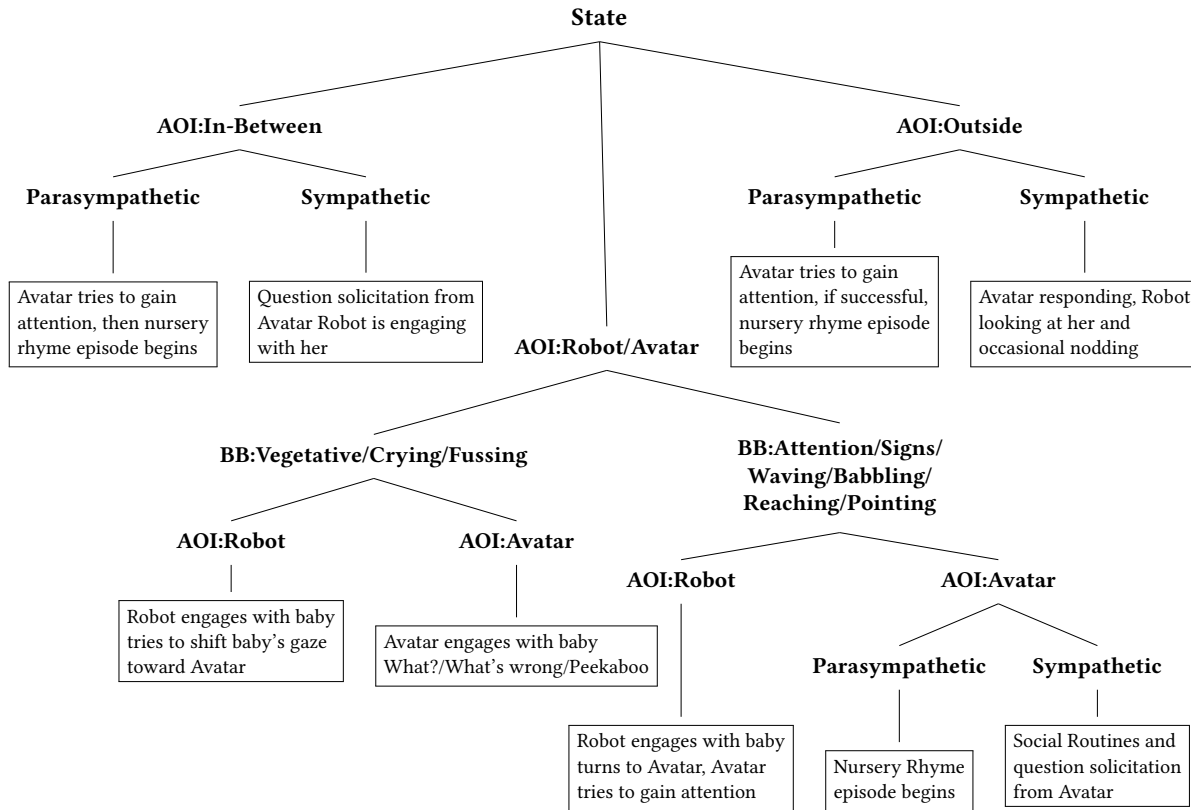 State
AOI:In-Between
AOI:Outside
Parasympathetic
Sympathetic
Parasympathetic
Sympathetic
Avatar tries to gain
attention, then nursery
rhyme episode begins
Question solicitation from
Avatar Robot is engaging
with her
Avatar tries to gain
attention, if successful,
nursery rhyme episode
begins
Avatar responding, Robot
looking at her and
occasional nodding
AOI:Robot/Avatar
BB:Vegetative/Crying/Fussing
BB:Attention/Signs/
Waving/Babbling/
Reaching/Pointing
AOI:Robot
AOI:Avatar
AOI:Robot
AOI:Avatar
Robot engages with baby
tries to shift baby's gaze
toward Avatar
Avatar engages with baby
What?/What's wrong/Peekaboo
Parasympathetic
Sympathetic
Robot engages with baby
turns to Avatar, Avatar
tries to gain attention
Nursery Rhyme
episode begins
Social Routines and
question solicitation
from Avatar